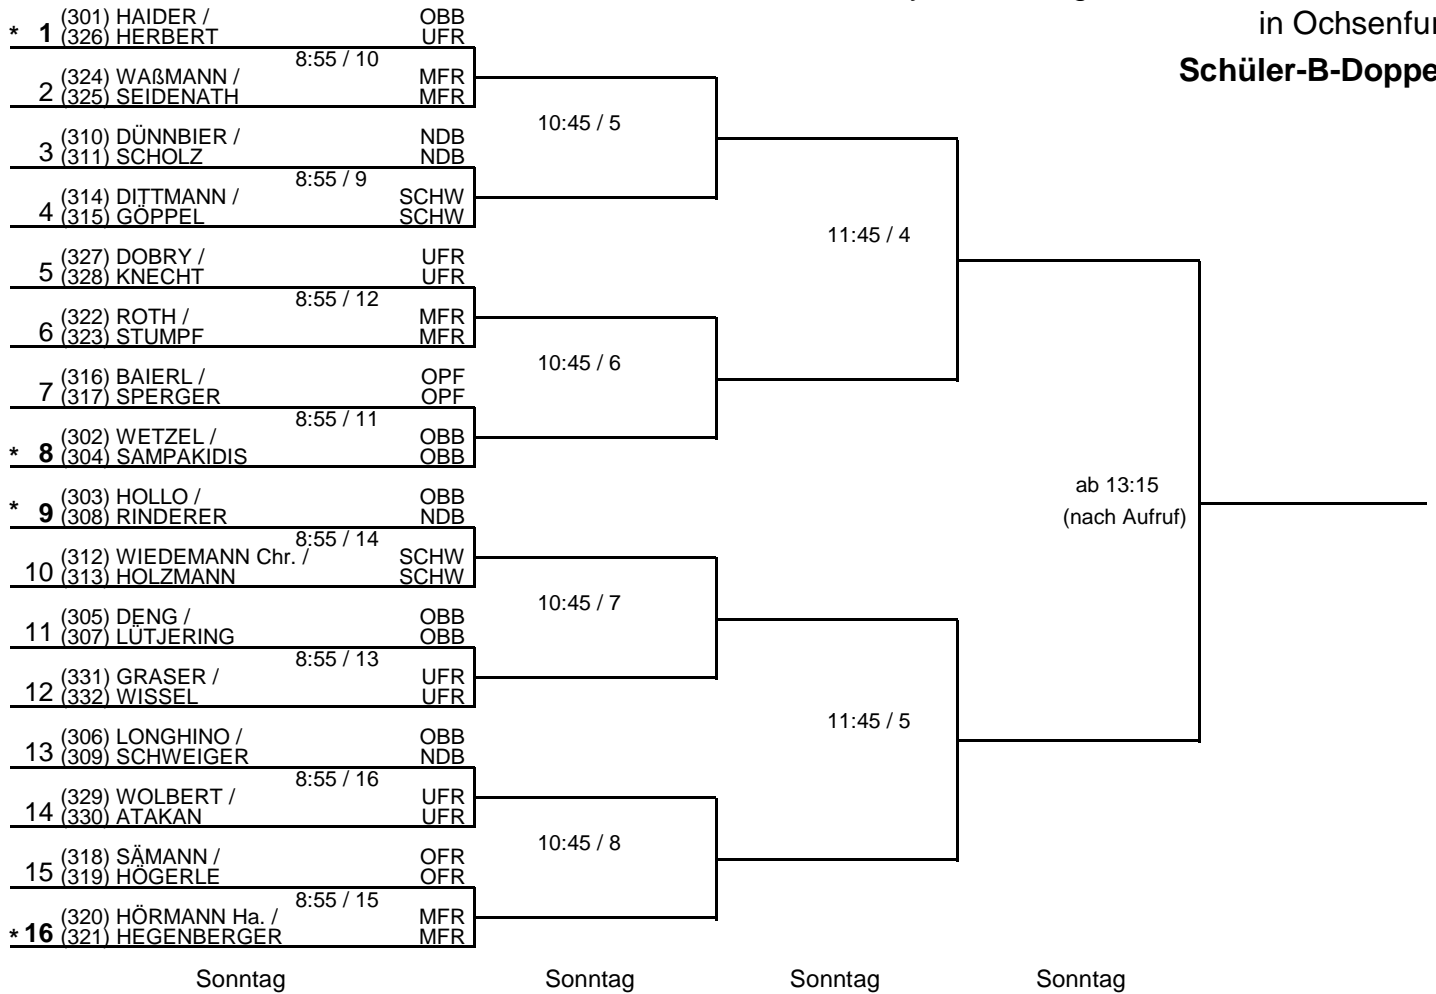 in Ochsenfu
Schüler-B-Doppe
(301) HAIDER / OBB
* 1 (326) HERBERT UFR
8:55 / 10
(324) WAßMANN / MFR
2 (325) SEIDENATH MFR
10:45 / 5
(310) DÜNNBIER / NDB
3 (311) SCHOLZ NDB
8:55 / 9
(314) DITTMANN / SCHW
4 (315) GÖPPEL SCHW
11:45 / 4
(327) DOBRY / UFR
5 (328) KNECHT UFR
8:55 / 12
(322) ROTH / MFR
6 (323) STUMPF MFR
10:45 / 6
(316) BAIERL / OPF
7 (317) SPERGER OPF
8:55 / 11
(302) WETZEL / OBB
* 8 (304) SAMPAKIDIS OBB
ab 13:15
(nach Aufruf)
(303) HOLLO / OBB
* 9 (308) RINDERER NDB
8:55 / 14
(312) WIEDEMANN Chr. / SCHW
10 (313) HOLZMANN SCHW
10:45 / 7
(305) DENG / OBB
11 (307) LÜTJERING OBB
8:55 / 13
(331) GRASER / UFR
12 (332) WISSEL UFR
11:45 / 5
(306) LONGHINO / OBB
13 (309) SCHWEIGER NDB
8:55 / 16
(329) WOLBERT / UFR
14 (330) ATAKAN UFR
10:45 / 8
(318) SÄMANN / OFR
15 (319) HÖGERLE OFR
8:55 / 15
(320) HÖRMANN Ha. / MFR
* 16 (321) HEGENBERGER MFR
Sonntag Sonntag Sonntag Sonntag